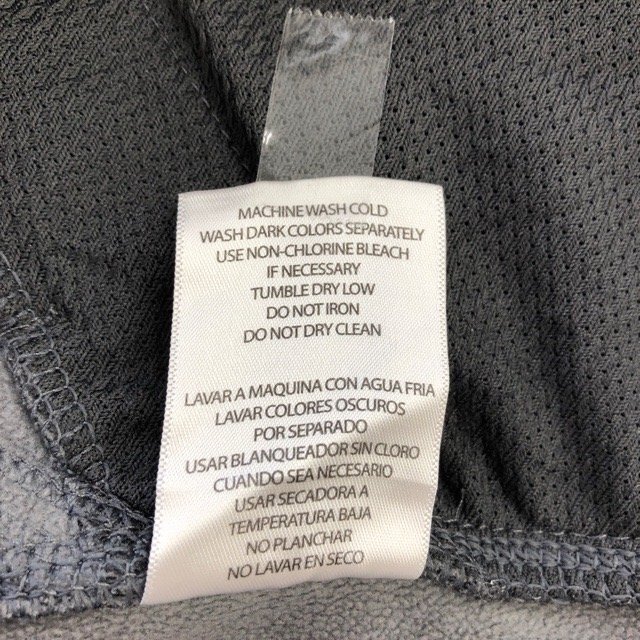 MACHINE WASH COLD
WASH DARK COLORS SEPARATELY
USE NON-CHLORINE BLEACH
IF NECESSARY
TUMBLE DRY LOW
DO NOT IRON
DO NOT DRY CLEAN
LAVAR A MAQUINA CON AGUA FRIA
LAVAR COLORES OSCUROS
POR SEPARADO
USAR BLANQUEADOR SIN CLORO
CUANDO SEA NECESARIO
USAR SECADORA A
TEMPERATURA BAJA
NO PLANCHAR
NO LAVAR EN SECO